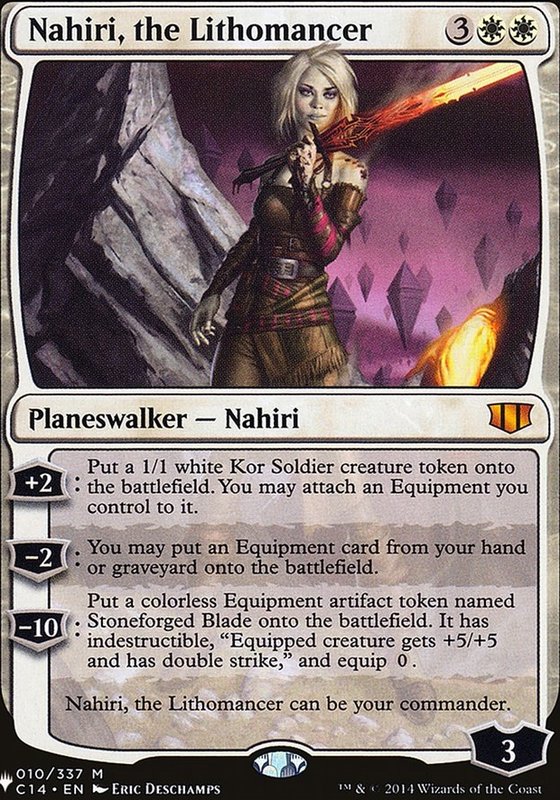 Nahiri, the Lithomancer 3
Planeswalker — Nahiri
+2: Put a 1/1 white Kor Soldier creature token onto
the battlefield. You may attach an Equipment you
control to it.
−2: You may put an Equipment card from your hand
or graveyard onto the battlefield.
−10: Put a colorless Equipment artifact token named
Stoneforged Blade onto the battlefield. It has
indestructible, “Equipped creature gets +5/+5
and has double strike,” and equip 0.
Nahiri, the Lithomancer can be your commander.
3
010/337 M
C14 • EN Eric Deschamps
™ & © 2014 Wizards of the Coast